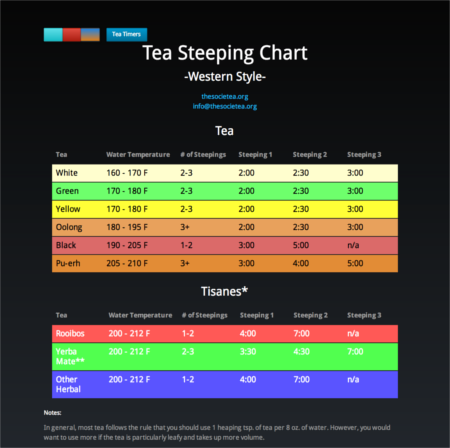 Tea Timers
Tea Steeping Chart
-Western Style-
thesocietea.org
info@thesocietea.org
Tea
Tea Water Temperature # of Steepings Steeping 1 Steeping 2 Steeping 3
White 160 - 170 F 2-3 2:00 2:30 3:00
Green 170 - 180 F 2-3 2:00 2:30 3:00
Yellow 170 - 180 F 2-3 2:00 2:30 3:00
Oolong 180 - 195 F 3+ 2:00 2:30 3:00
Black 190 - 205 F 1-2 3:00 5:00 n/a
Pu-erh 205 - 210 F 3+ 3:00 4:00 5:00
Tisanes*
Tea Water Temperature # of Steepings Steeping 1 Steeping 2 Steeping 3
Rooibos 200 - 212 F 1-2 4:00 7:00 n/a
Yerba 200 - 212 F 2-3 3:30 4:30 7:00
Mate**
Other 200 - 212 F 1-2 4:00 7:00 n/a
Herbal
Notes:
In general, most tea follows the rule that you should use 1 heaping tsp. of tea per 8 oz. of water. However, you would
want to use more if the tea is particularly leafy and takes up more volume.